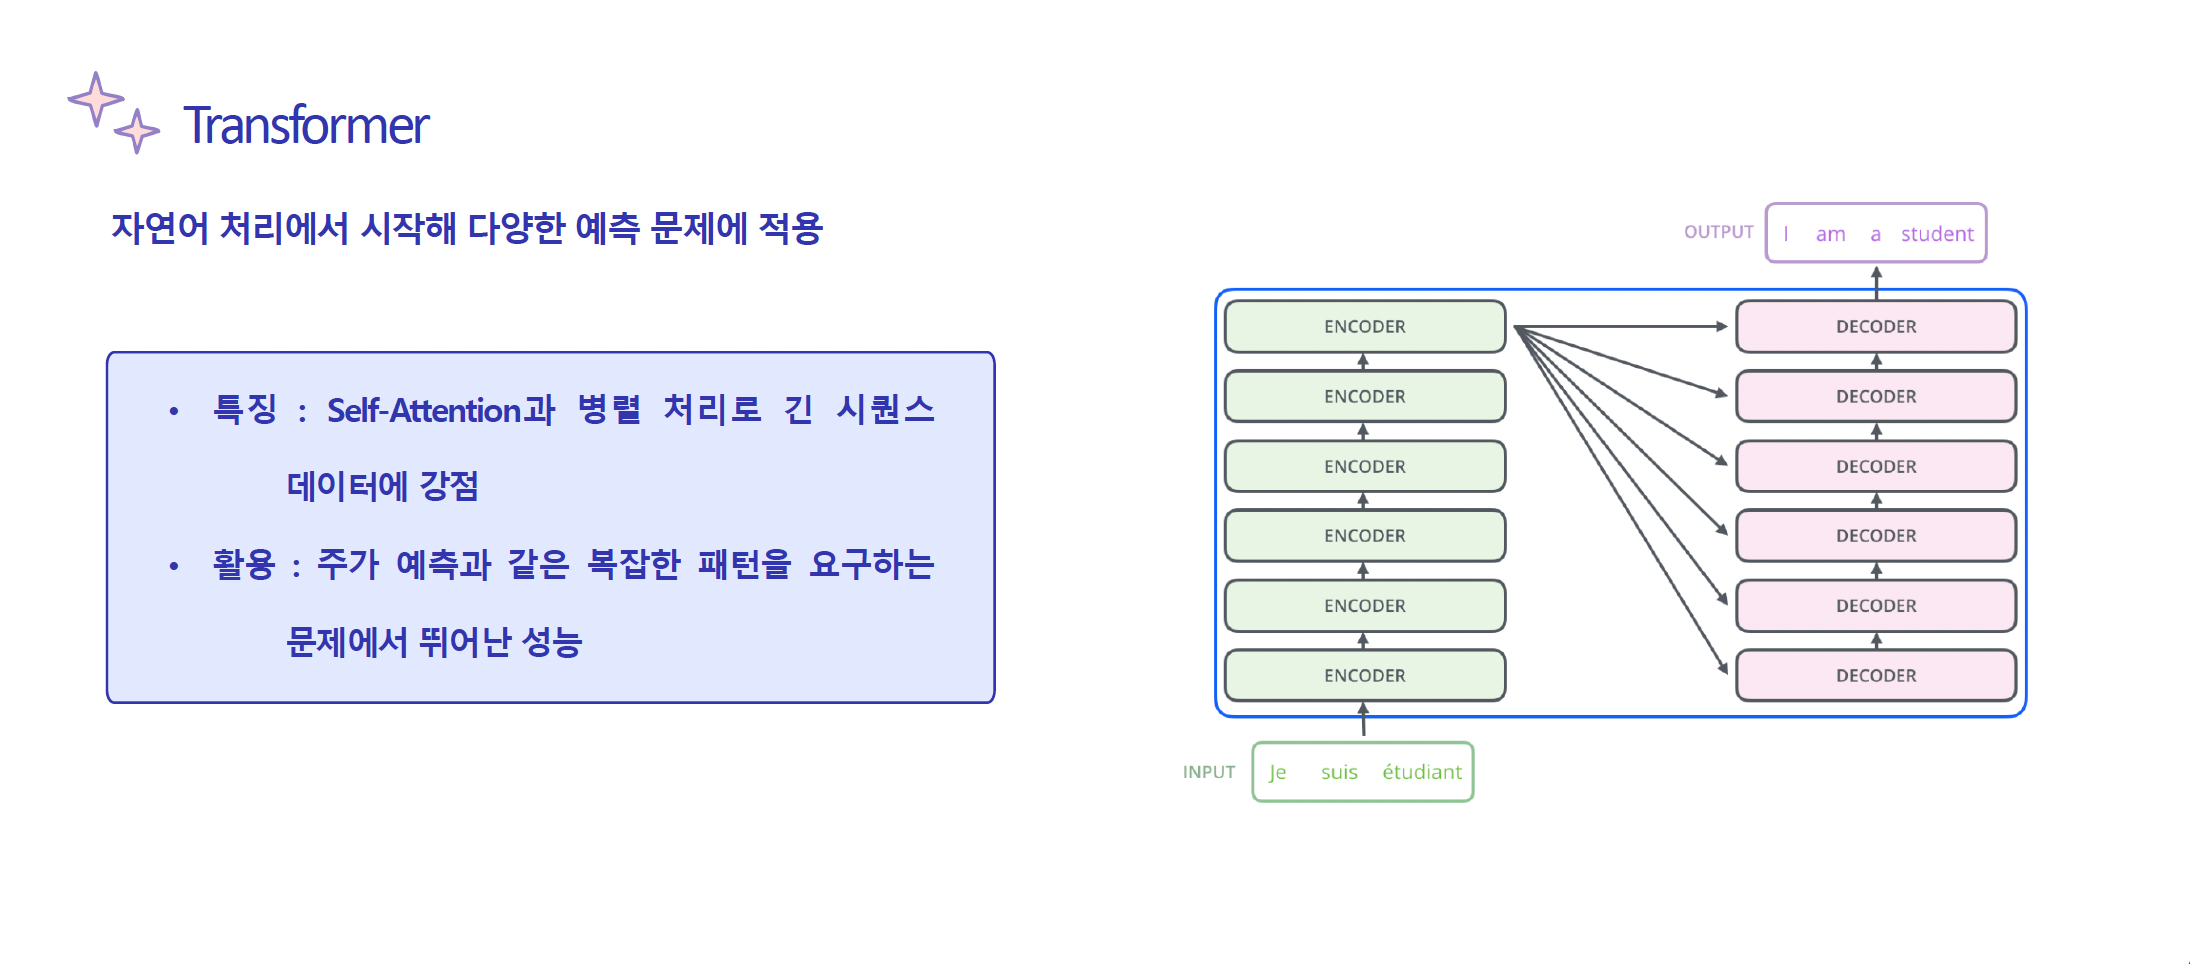 Transformer
자연어 처리에서 시작해 다양한 예측 문제에 적용
• 특징 : Self-Attention과 병렬 처리로 긴 시퀀스
데이터에 강점
• 활용 : 주가 예측과 같은 복잡한 패턴을 요구하는
문제에서 뛰어난 성능
OUTPUT I am a student
ENCODER DECODER
ENCODER DECODER
ENCODER DECODER
ENCODER DECODER
ENCODER DECODER
ENCODER DECODER
INPUT Je suis étudiant